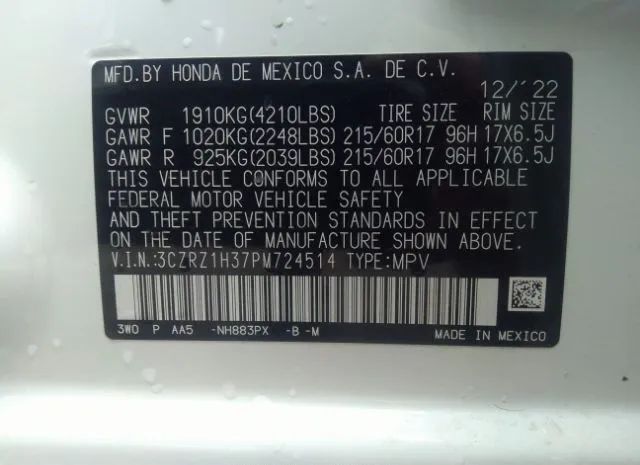 MFD.BY HONDA DE MEXICO S.A. DE C.V.
12/'22
GVWR 1910KG(4210LBS) TIRE SIZE RIM SIZE
GAWR F 1020KG(2248LBS) 215/60R17 96H 17X6.5J
GAWR R 925KG(2039LBS) 215/60R17 96H 17X6.5J
THIS VEHICLE CONFORMS TO ALL APPLICABLE
FEDERAL MOTOR VEHICLE SAFETY
AND THEFT PREVENTION STANDARDS IN EFFECT
ON THE DATE OF MANUFACTURE SHOWN ABOVE.
V.I.N.:3CZRZ1H37PM724514 TYPE:MPV
3W0 P AA5 -NH883PX -B-M MADE IN MEXICO